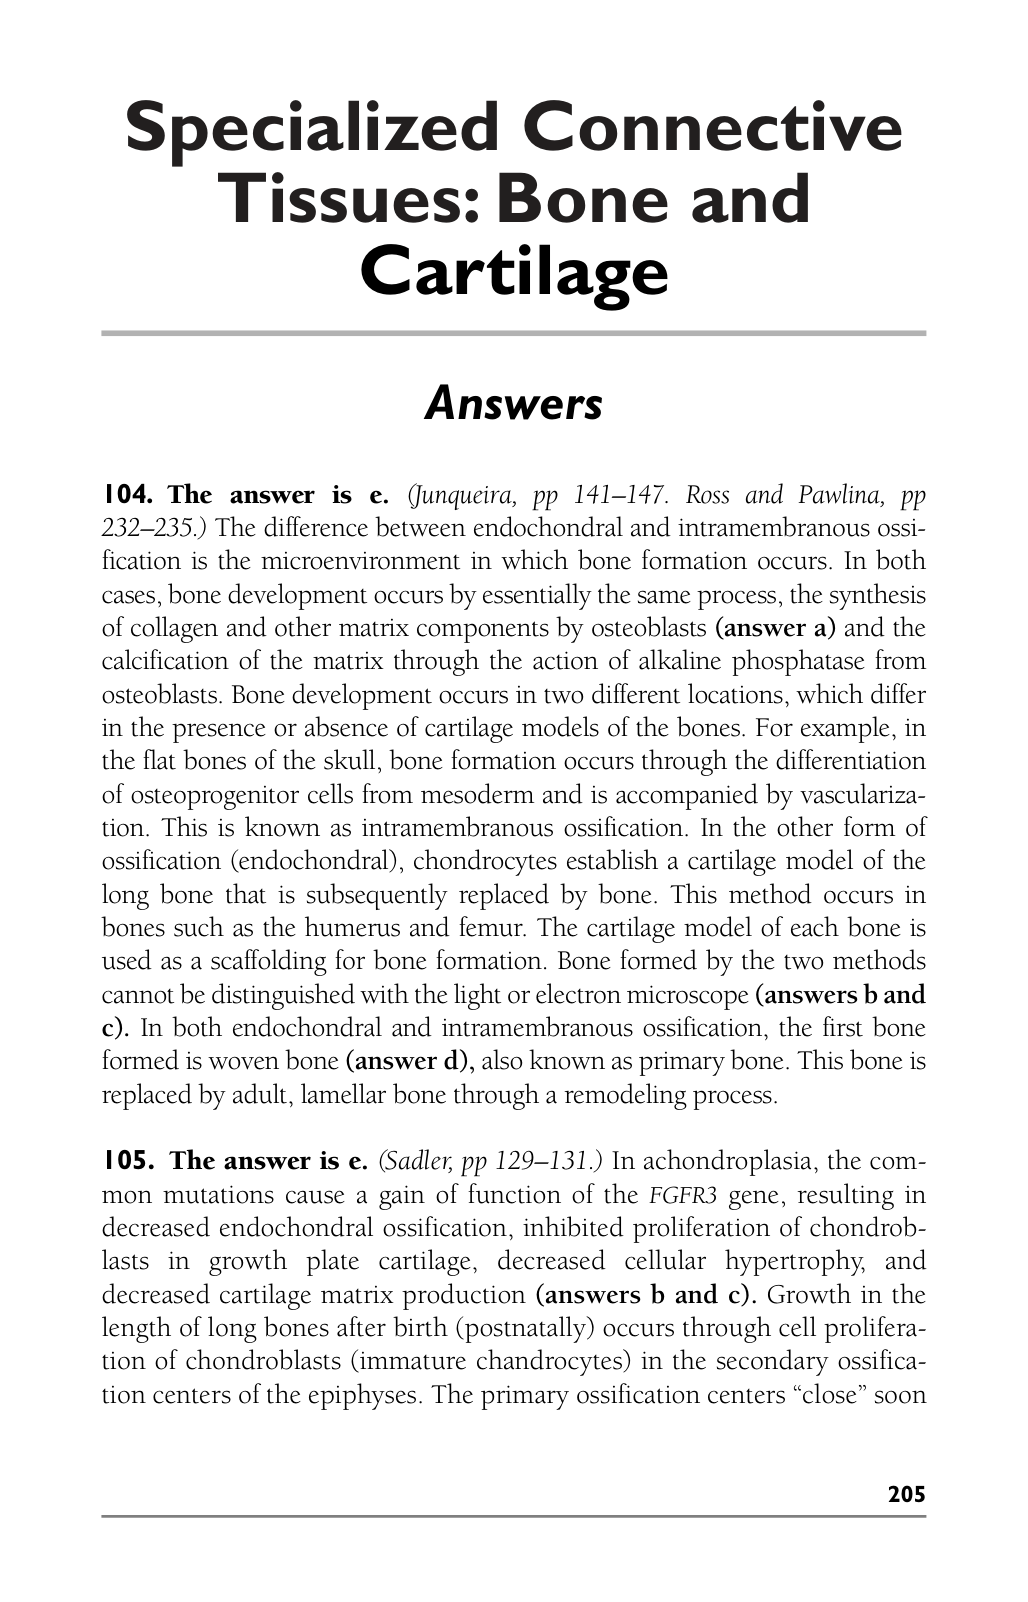 Specialized Connective
Tissues: Bone and
Cartilage
Answers
104. The answer is e. (Junqueira, pp 141–147. Ross and Pawlina, pp
232–235.) The difference between endochondral and intramembranous ossi-
fication is the microenvironment in which bone formation occurs. In both
cases, bone development occurs by essentially the same process, the synthesis
of collagen and other matrix components by osteoblasts (answer a) and the
calcification of the matrix through the action of alkaline phosphatase from
osteoblasts. Bone development occurs in two different locations, which differ
in the presence or absence of cartilage models of the bones. For example, in
the flat bones of the skull, bone formation occurs through the differentiation
of osteoprogenitor cells from mesoderm and is accompanied by vasculariza-
tion. This is known as intramembranous ossification. In the other form of
ossification (endochondral), chondrocytes establish a cartilage model of the
long bone that is subsequently replaced by bone. This method occurs in
bones such as the humerus and femur. The cartilage model of each bone is
used as a scaffolding for bone formation. Bone formed by the two methods
cannot be distinguished with the light or electron microscope (answers b and
c). In both endochondral and intramembranous ossification, the first bone
formed is woven bone (answer d), also known as primary bone. This bone is
replaced by adult, lamellar bone through a remodeling process.
105. The answer is e. (Sadler, pp 129–131.) In achondroplasia, the com-
mon mutations cause a gain of function of the FGFR3 gene, resulting in
decreased endochondral ossification, inhibited proliferation of chondrob-
lasts in growth plate cartilage, decreased cellular hypertrophy, and
decreased cartilage matrix production (answers b and c). Growth in the
length of long bones after birth (postnatally) occurs through cell prolifera-
tion of chondroblasts (immature chandrocytes) in the secondary ossifica-
tion centers of the epiphyses. The primary ossification centers “close” soon
205